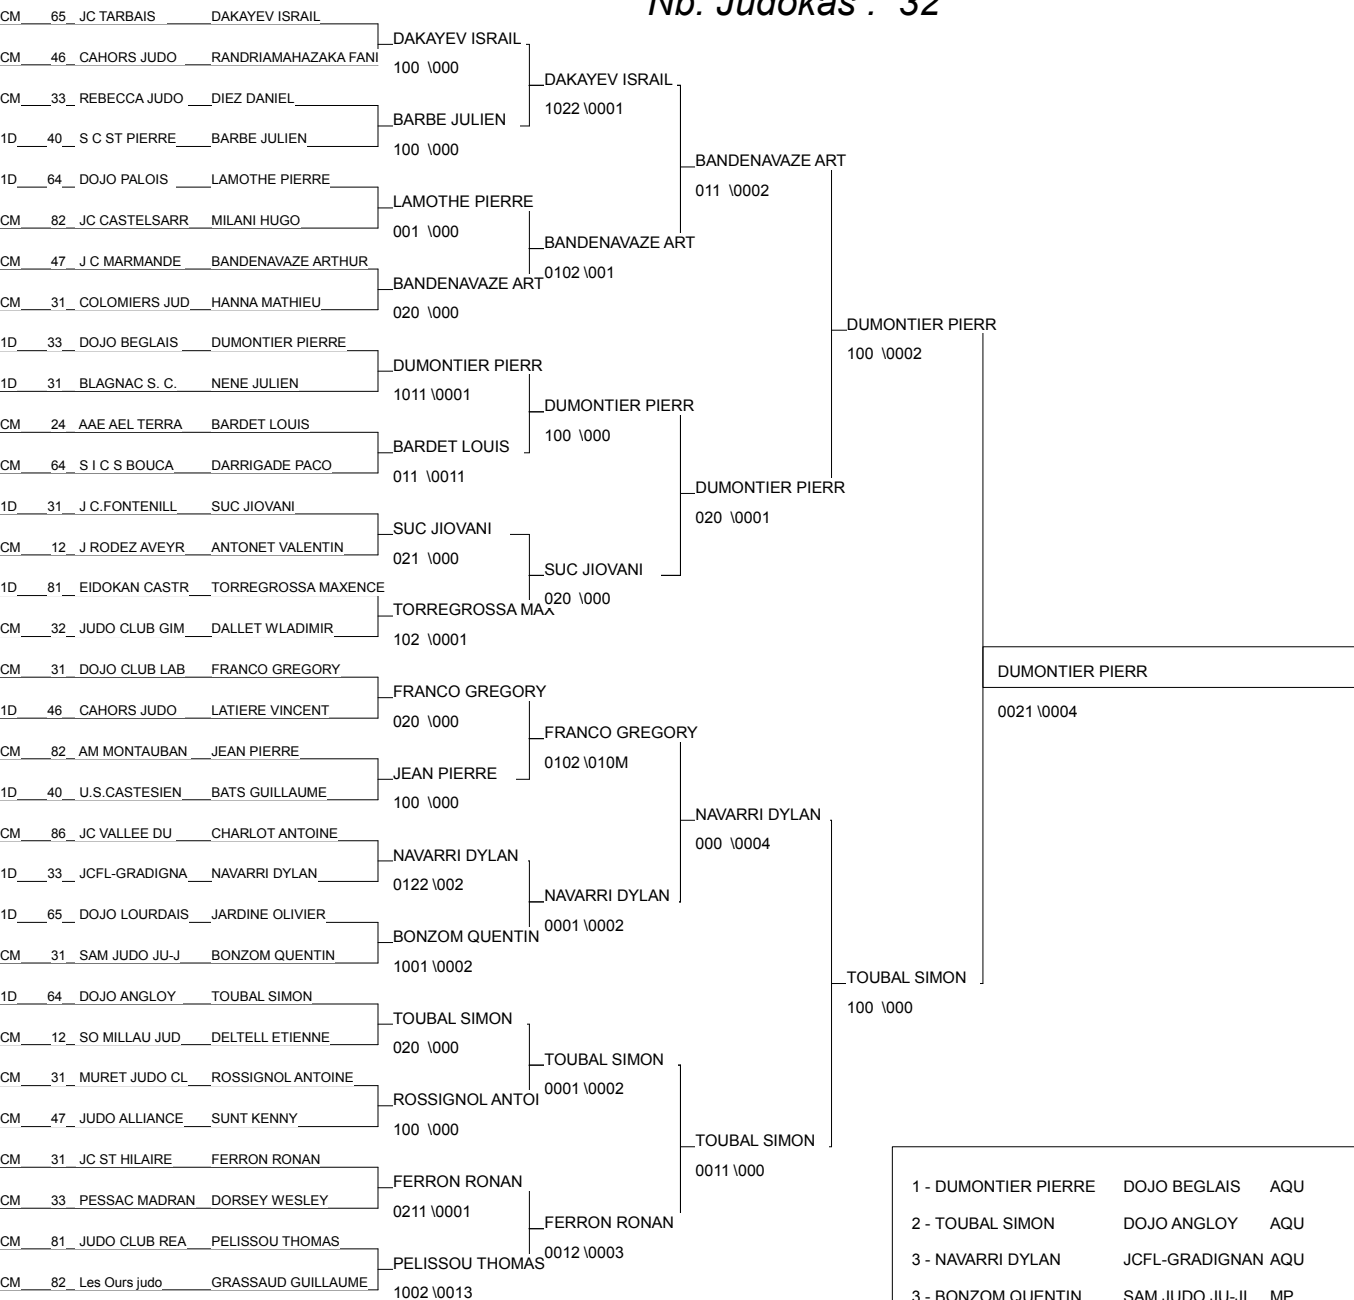 Nb. Judokas : 32
CM 65 JC TARBAIS DAKAYEV ISRAIL
CM 46 CAHORS JUDO RANDRIAMAHAZAKA FANI
CM 33 REBECCA JUDO DIEZ DANIEL
1D 40 S C ST PIERRE BARBE JULIEN
1D 64 DOJO PALOIS LAMOTHE PIERRE
CM 82 JC CASTELSARR MILANI HUGO
CM 47 J C MARMANDE BANDENAVAZE ARTHUR
CM 31 COLOMIERS JUD HANNA MATHIEU
1D 33 DOJO BEGLAIS DUMONTIER PIERRE
1D 31 BLAGNAC S. C. NENE JULIEN
CM 24 AAE AEL TERRA BARDET LOUIS
CM 64 S I C S BOUCA DARRIGADE PACO
1D 31 J C.FONTENILL SUC JIOVANI
CM 12 J RODEZ AVEYR ANTONET VALENTIN
1D 81 EIDOKAN CASTR TORREGROSSA MAXENCE
CM 32 JUDO CLUB GIM DALLET WLADIMIR
CM 31 DOJO CLUB LAB FRANCO GREGORY
1D 46 CAHORS JUDO LATIERE VINCENT
CM 82 AM MONTAUBAN JEAN PIERRE
1D 40 U.S.CASTESIEN BATS GUILLAUME
CM 86 JC VALLEE DU CHARLOT ANTOINE
1D 33 JCFL-GRADIGNA NAVARRI DYLAN
1D 65 DOJO LOURDAIS JARDINE OLIVIER
CM 31 SAM JUDO JU-J BONZOM QUENTIN
1D 64 DOJO ANGLOY TOUBAL SIMON
CM 12 SO MILLAU JUD DELTELL ETIENNE
CM 31 MURET JUDO CL ROSSIGNOL ANTOINE
CM 47 JUDO ALLIANCE SUNT KENNY
CM 31 JC ST HILAIRE FERRON RONAN
CM 33 PESSAC MADRAN DORSEY WESLEY
CM 81 JUDO CLUB REA PELISSOU THOMAS
CM 82 Les Ours judo GRASSAUD GUILLAUME
DAKAYEV ISRAIL
100 \000
BARBE JULIEN
100 \000
LAMOTHE PIERRE
001 \000
BANDENAVAZE ART
020 \000
DUMONTIER PIERR
1011 \0001
BARDET LOUIS
011 \0011
SUC JIOVANI
021 \000
TORREGROSSA MAX
102 \0001
FRANCO GREGORY
020 \000
JEAN PIERRE
100 \000
NAVARRI DYLAN
0122 \002
BONZOM QUENTIN
1001 \0002
TOUBAL SIMON
020 \000
ROSSIGNOL ANTOI
100 \000
FERRON RONAN
0211 \0001
PELISSOU THOMAS
1002 \0013
DAKAYEV ISRAIL
1022 \0001
BANDENAVAZE ART
0102 \001
DUMONTIER PIERR
100 \000
SUC JIOVANI
020 \000
FRANCO GREGORY
0102 \010M
NAVARRI DYLAN
0001 \0002
TOUBAL SIMON
0001 \0002
FERRON RONAN
0012 \0003
BANDENAVAZE ART
011 \0002
DUMONTIER PIERR
020 \0001
NAVARRI DYLAN
000 \0004
TOUBAL SIMON
0011 \000
DUMONTIER PIERR
100 \0002
TOUBAL SIMON
100 \000
DUMONTIER PIERR
0021 \0004
1 - DUMONTIER PIERRE DOJO BEGLAIS AQU
2 - TOUBAL SIMON DOJO ANGLOY AQU
3 - NAVARRI DYLAN JCFL-GRADIGNAN AQU
3 - BONZOM QUENTIN SAM JUDO JU-JI MP